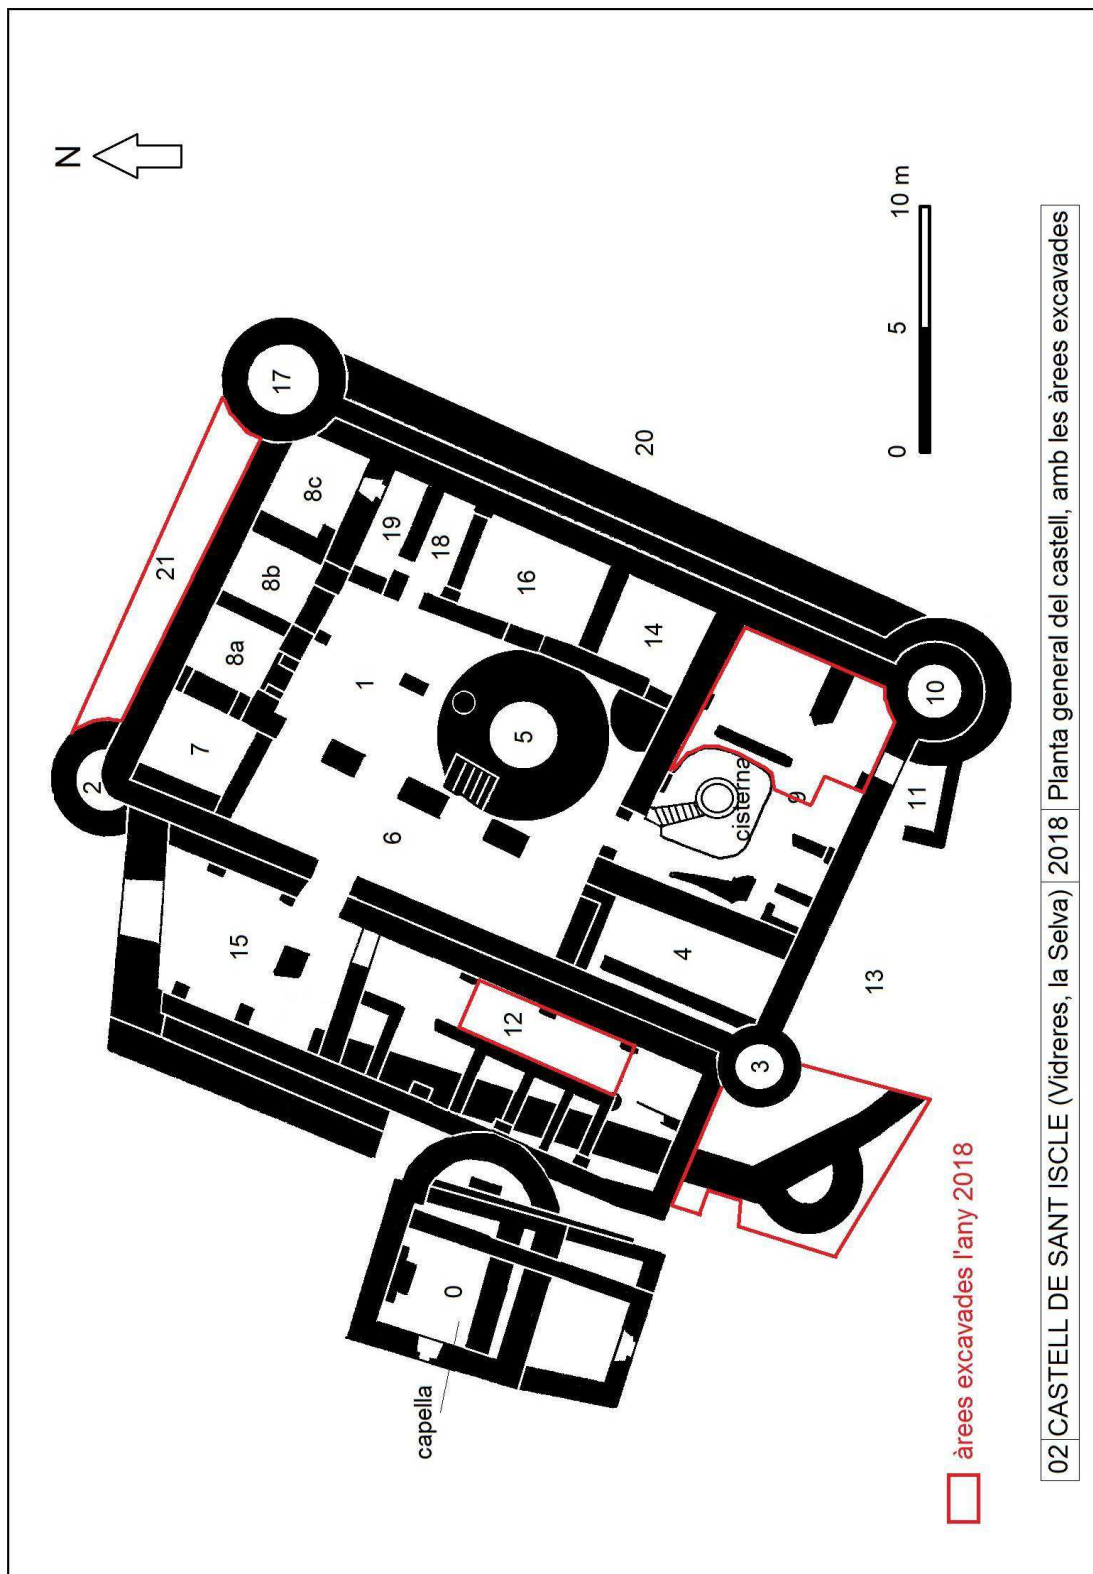 N
21
17
2
8c
8b
8a
7
19
18
16
14
20
1
5
6
15
cisterna
9
10
11
4
13
12
3
0
capella
0 5 10 m
àrees excavades l'any 2018
02 CASTELL DE SANT ISCLE (Vidreres, la Selva) 2018 Planta general del castell, amb les àrees excavades